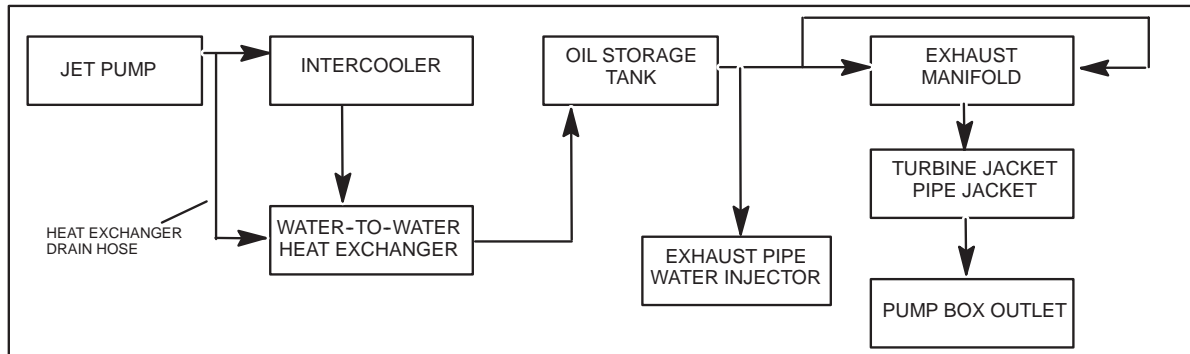 JET PUMP
INTERCOOLER
OIL STORAGE
TANK
EXHAUST
MANIFOLD
TURBINE JACKET
PIPE JACKET
HEAT EXCHANGER
DRAIN HOSE
WATER-TO-WATER
HEAT EXCHANGER
EXHAUST PIPE
WATER INJECTOR
PUMP BOX OUTLET